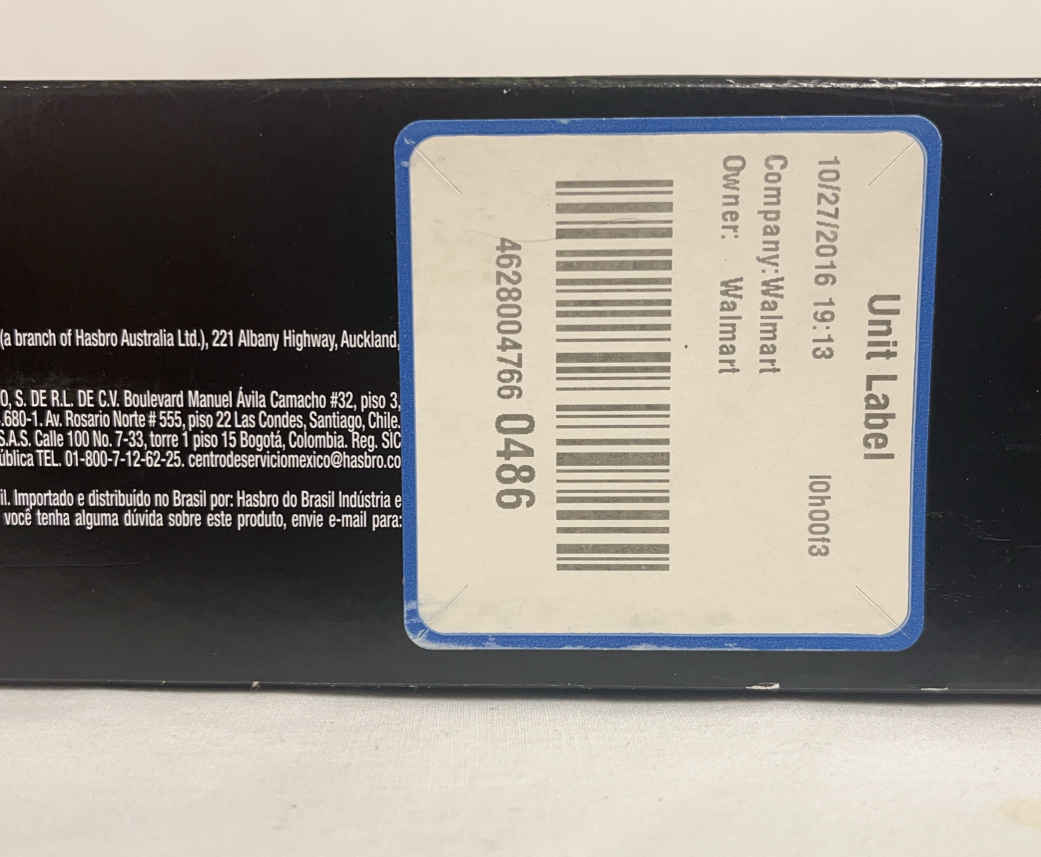 (a branch of Hasbro Australia Ltd.), 221 Albany Highway, Auckland,
O, S. DE R.L. DE C.V. Boulevard Manuel Ávila Camacho #32, piso 3,
.680-1. Av. Rosario Norte # 555, piso 22 Las Condes, Santiago, Chile.
S.A.S. Calle 100 No. 7-33, torre 1 piso 15 Bogotá, Colombia. Reg. SIC
ública TEL. 01-800-7-12-62-25. centrodeserviciomexico@hasbro.co
il. Importado e distribuído no Brasil por: Hasbro do Brasil Indústria e
você tenha alguma dúvida sobre este produto, envie e-mail para:
Unit Label
10/27/2016 19:13 l0h00f3
Company:Walmart
Owner: Walmart
4628004766 0486